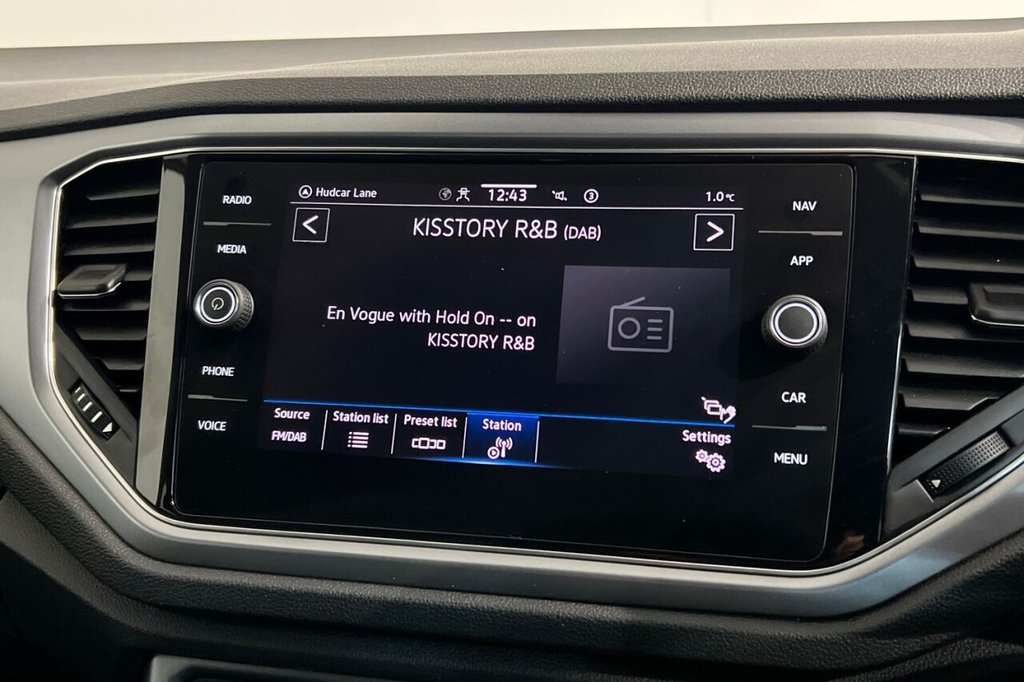 RADIO
MEDIA
PHONE
VOICE
Hudcar Lane
12:43
3
1.0 °C
<
KISSTORY R&B (DAB)
>
En Vogue with Hold On -- on
KISSTORY R&B
Source
FM/DAB
Station list
Preset list
Station
Settings
NAV
APP
CAR
MENU